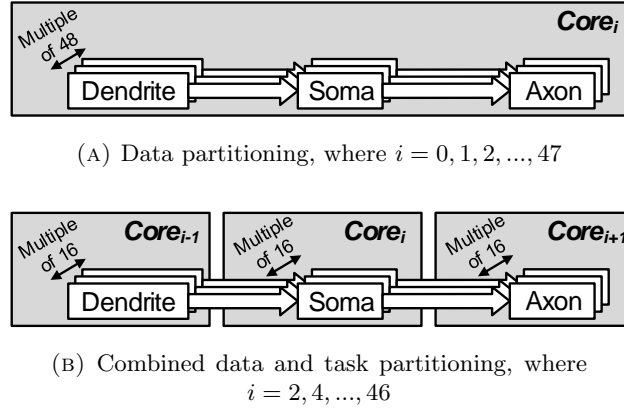 Multiple of 48
Core_i
Dendrite
Soma
Axon
(A) Data partitioning, where i = 0, 1, 2, ..., 47
Multiple of 16
Core_{i-1}
Multiple of 16
Core_i
Multiple of 16
Core_{i+1}
Dendrite
Soma
Axon
(B) Combined data and task partitioning, where
i = 2, 4, ..., 46